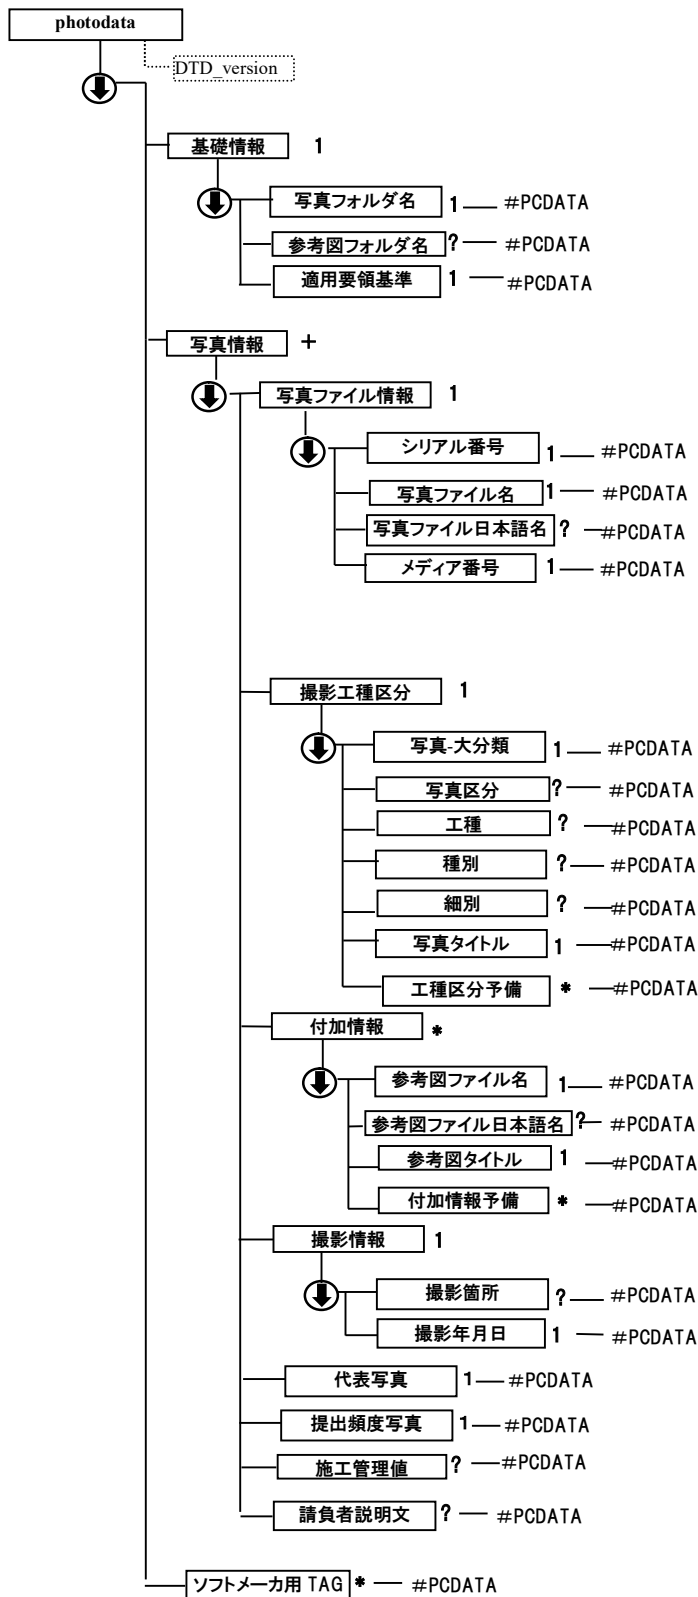 photodata
DTD_version
基礎情報 1
写真フォルダ名 1 #PCDATA
参考図フォルダ名 ? #PCDATA
適用要領基準 1 #PCDATA
写真情報 +
写真ファイル情報 1
シリアル番号 1 #PCDATA
写真ファイル名 1 #PCDATA
写真ファイル日本語名 ? #PCDATA
メディア番号 1 #PCDATA
撮影工種区分 1
写真-大分類 1 #PCDATA
写真区分 ? #PCDATA
工種 ? #PCDATA
種別 ? #PCDATA
細別 ? #PCDATA
写真タイトル 1 #PCDATA
工種区分予備 * #PCDATA
付加情報 *
参考図ファイル名 1 #PCDATA
参考図ファイル日本語名 ? #PCDATA
参考図タイトル 1 #PCDATA
付加情報予備 * #PCDATA
撮影情報 1
撮影箇所 ? #PCDATA
撮影年月日 1 #PCDATA
代表写真 1 #PCDATA
提出頻度写真 1 #PCDATA
施工管理値 ? #PCDATA
請負者説明文 ? #PCDATA
ソフトメーカ用 TAG * #PCDATA